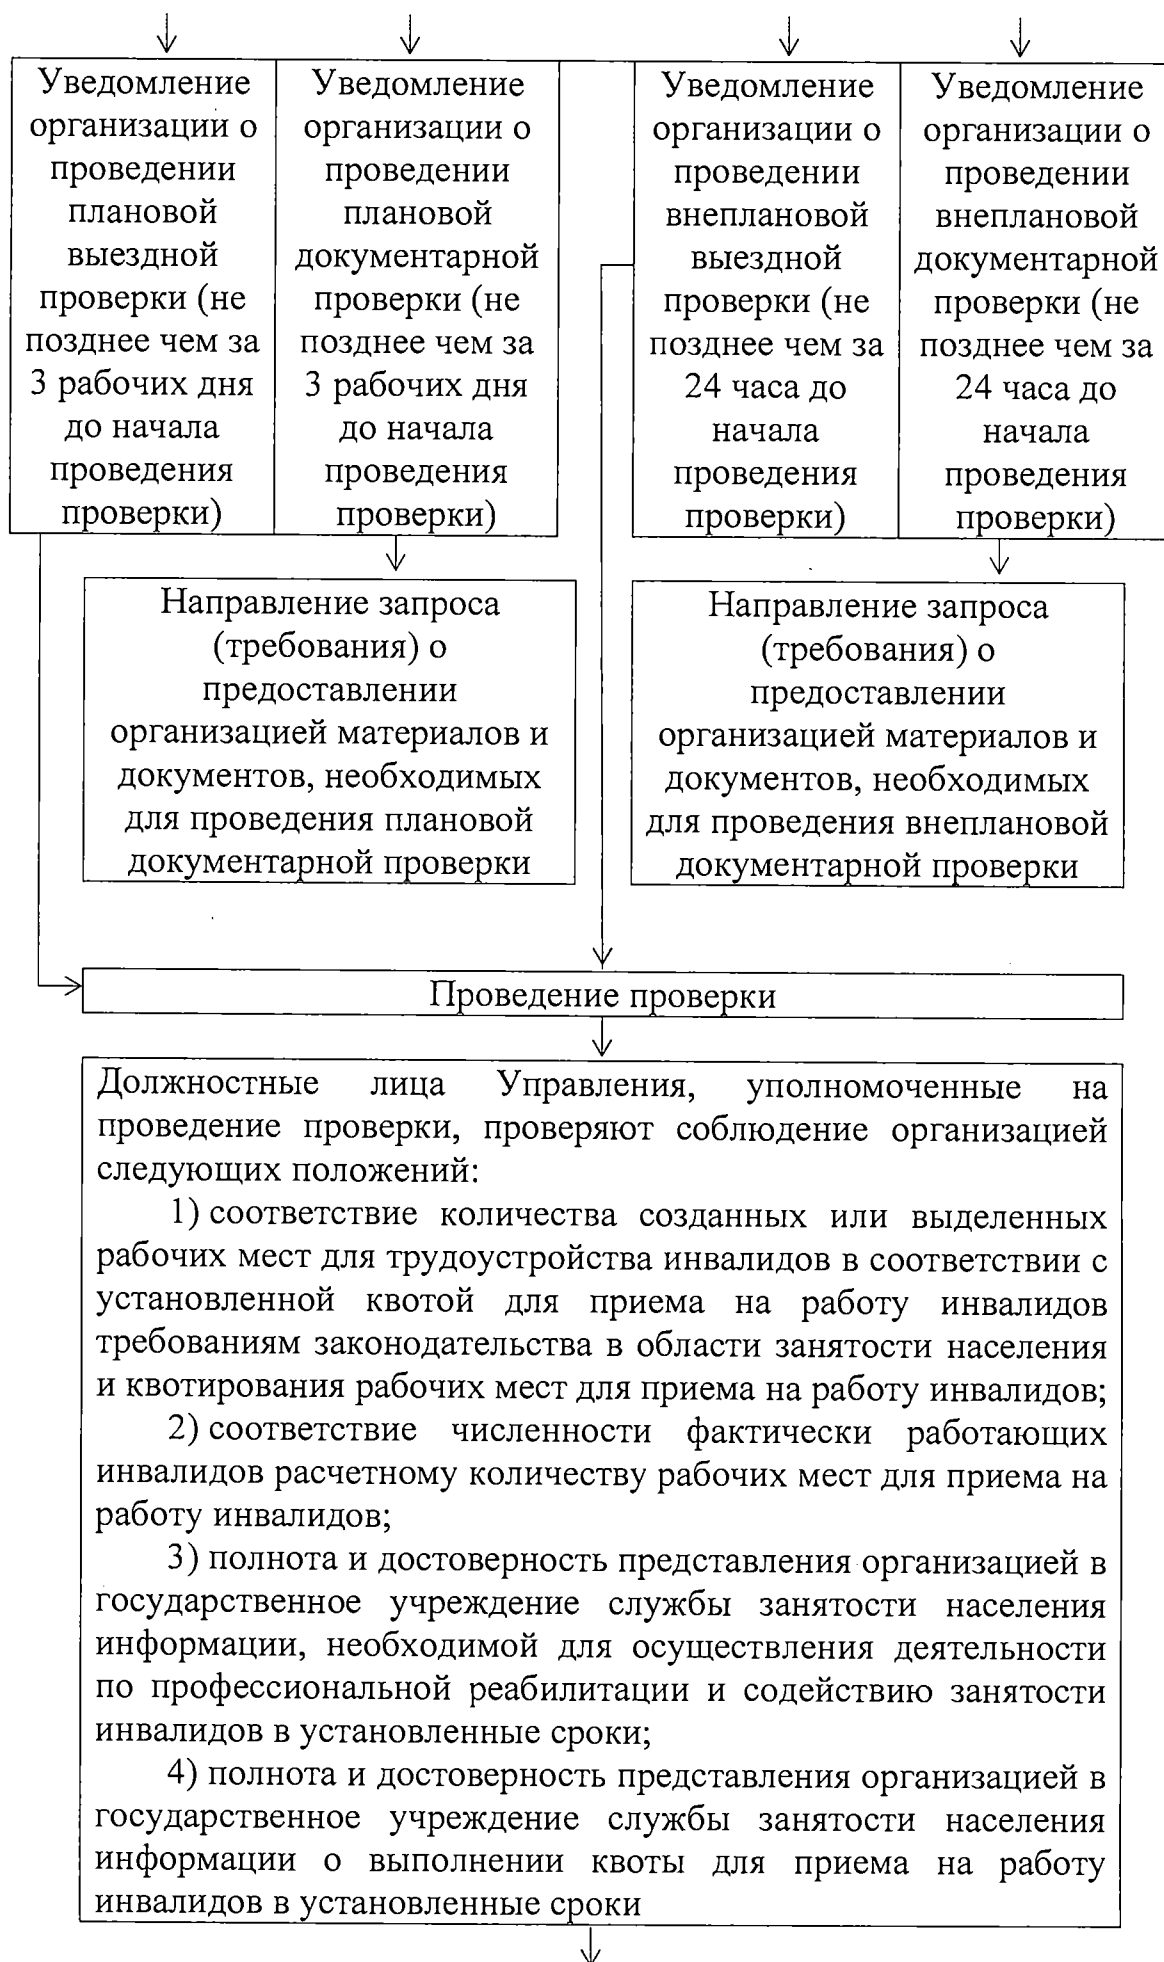 Уведомление
организации о
проведении
плановой
выездной
проверки (не
позднее чем за
3 рабочих дня
до начала
проведения
проверки)
Уведомление
организации о
проведении
плановой
документарной
проверки (не
позднее чем за
3 рабочих дня
до начала
проведения
проверки)
Уведомление
организации о
проведении
внеплановой
выездной
проверки (не
позднее чем за
24 часа до
начала
проведения
проверки)
Уведомление
организации о
проведении
внеплановой
документарной
проверки (не
позднее чем за
24 часа до
начала
проведения
проверки)
Направление запроса
(требования) о
предоставлении
организацией материалов и
документов, необходимых
для проведения плановой
документарной проверки
Направление запроса
(требования) о
предоставлении
организацией материалов и
документов, необходимых
для проведения внеплановой
документарной проверки
Проведение проверки
Должностные лица Управления, уполномоченные на
проведение проверки, проверяют соблюдение организацией
следующих положений:
1) соответствие количества созданных или выделенных
рабочих мест для трудоустройства инвалидов в соответствии с
установленной квотой для приема на работу инвалидов
требованиям законодательства в области занятости населения
и квотирования рабочих мест для приема на работу инвалидов;
2) соответствие численности фактически работающих
инвалидов расчетному количеству рабочих мест для приема на
работу инвалидов;
3) полнота и достоверность представления организацией в
государственное учреждение службы занятости населения
информации, необходимой для осуществления деятельности
по профессиональной реабилитации и содействию занятости
инвалидов в установленные сроки;
4) полнота и достоверность представления организацией в
государственное учреждение службы занятости населения
информации о выполнении квоты для приема на работу
инвалидов в установленные сроки